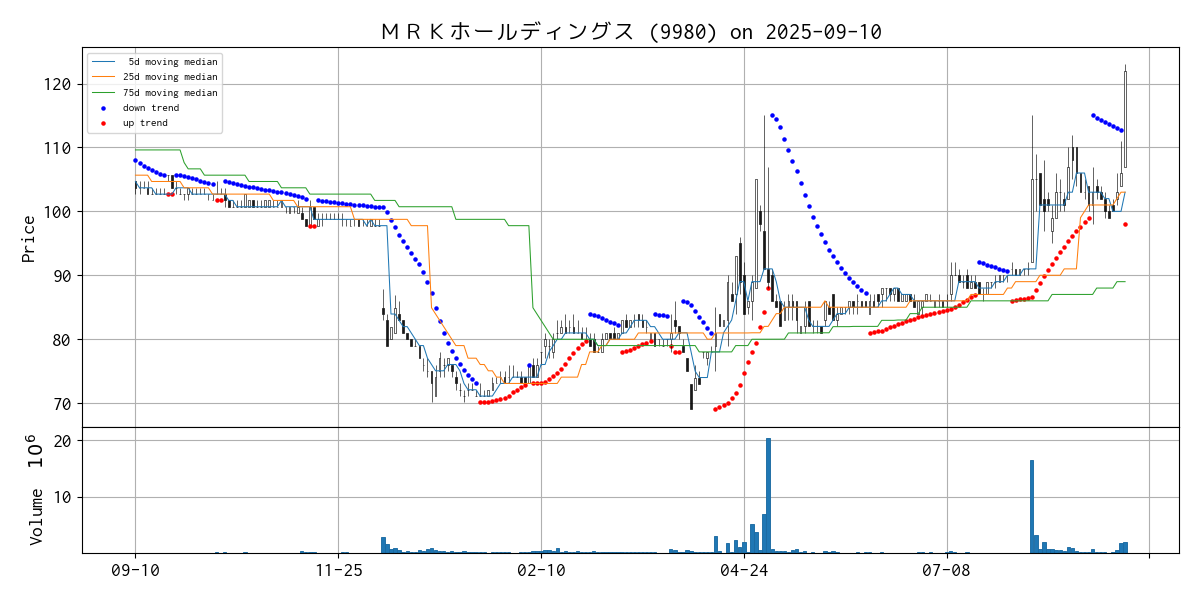 ＭＲＫホールディングス (9980) on 2025-09-10
5d moving median
25d moving median
75d moving median
down trend
up trend
Price
120
110
100
90
80
70
Volume 10^6
20
10
09-10 11-25 02-10 04-24 07-08